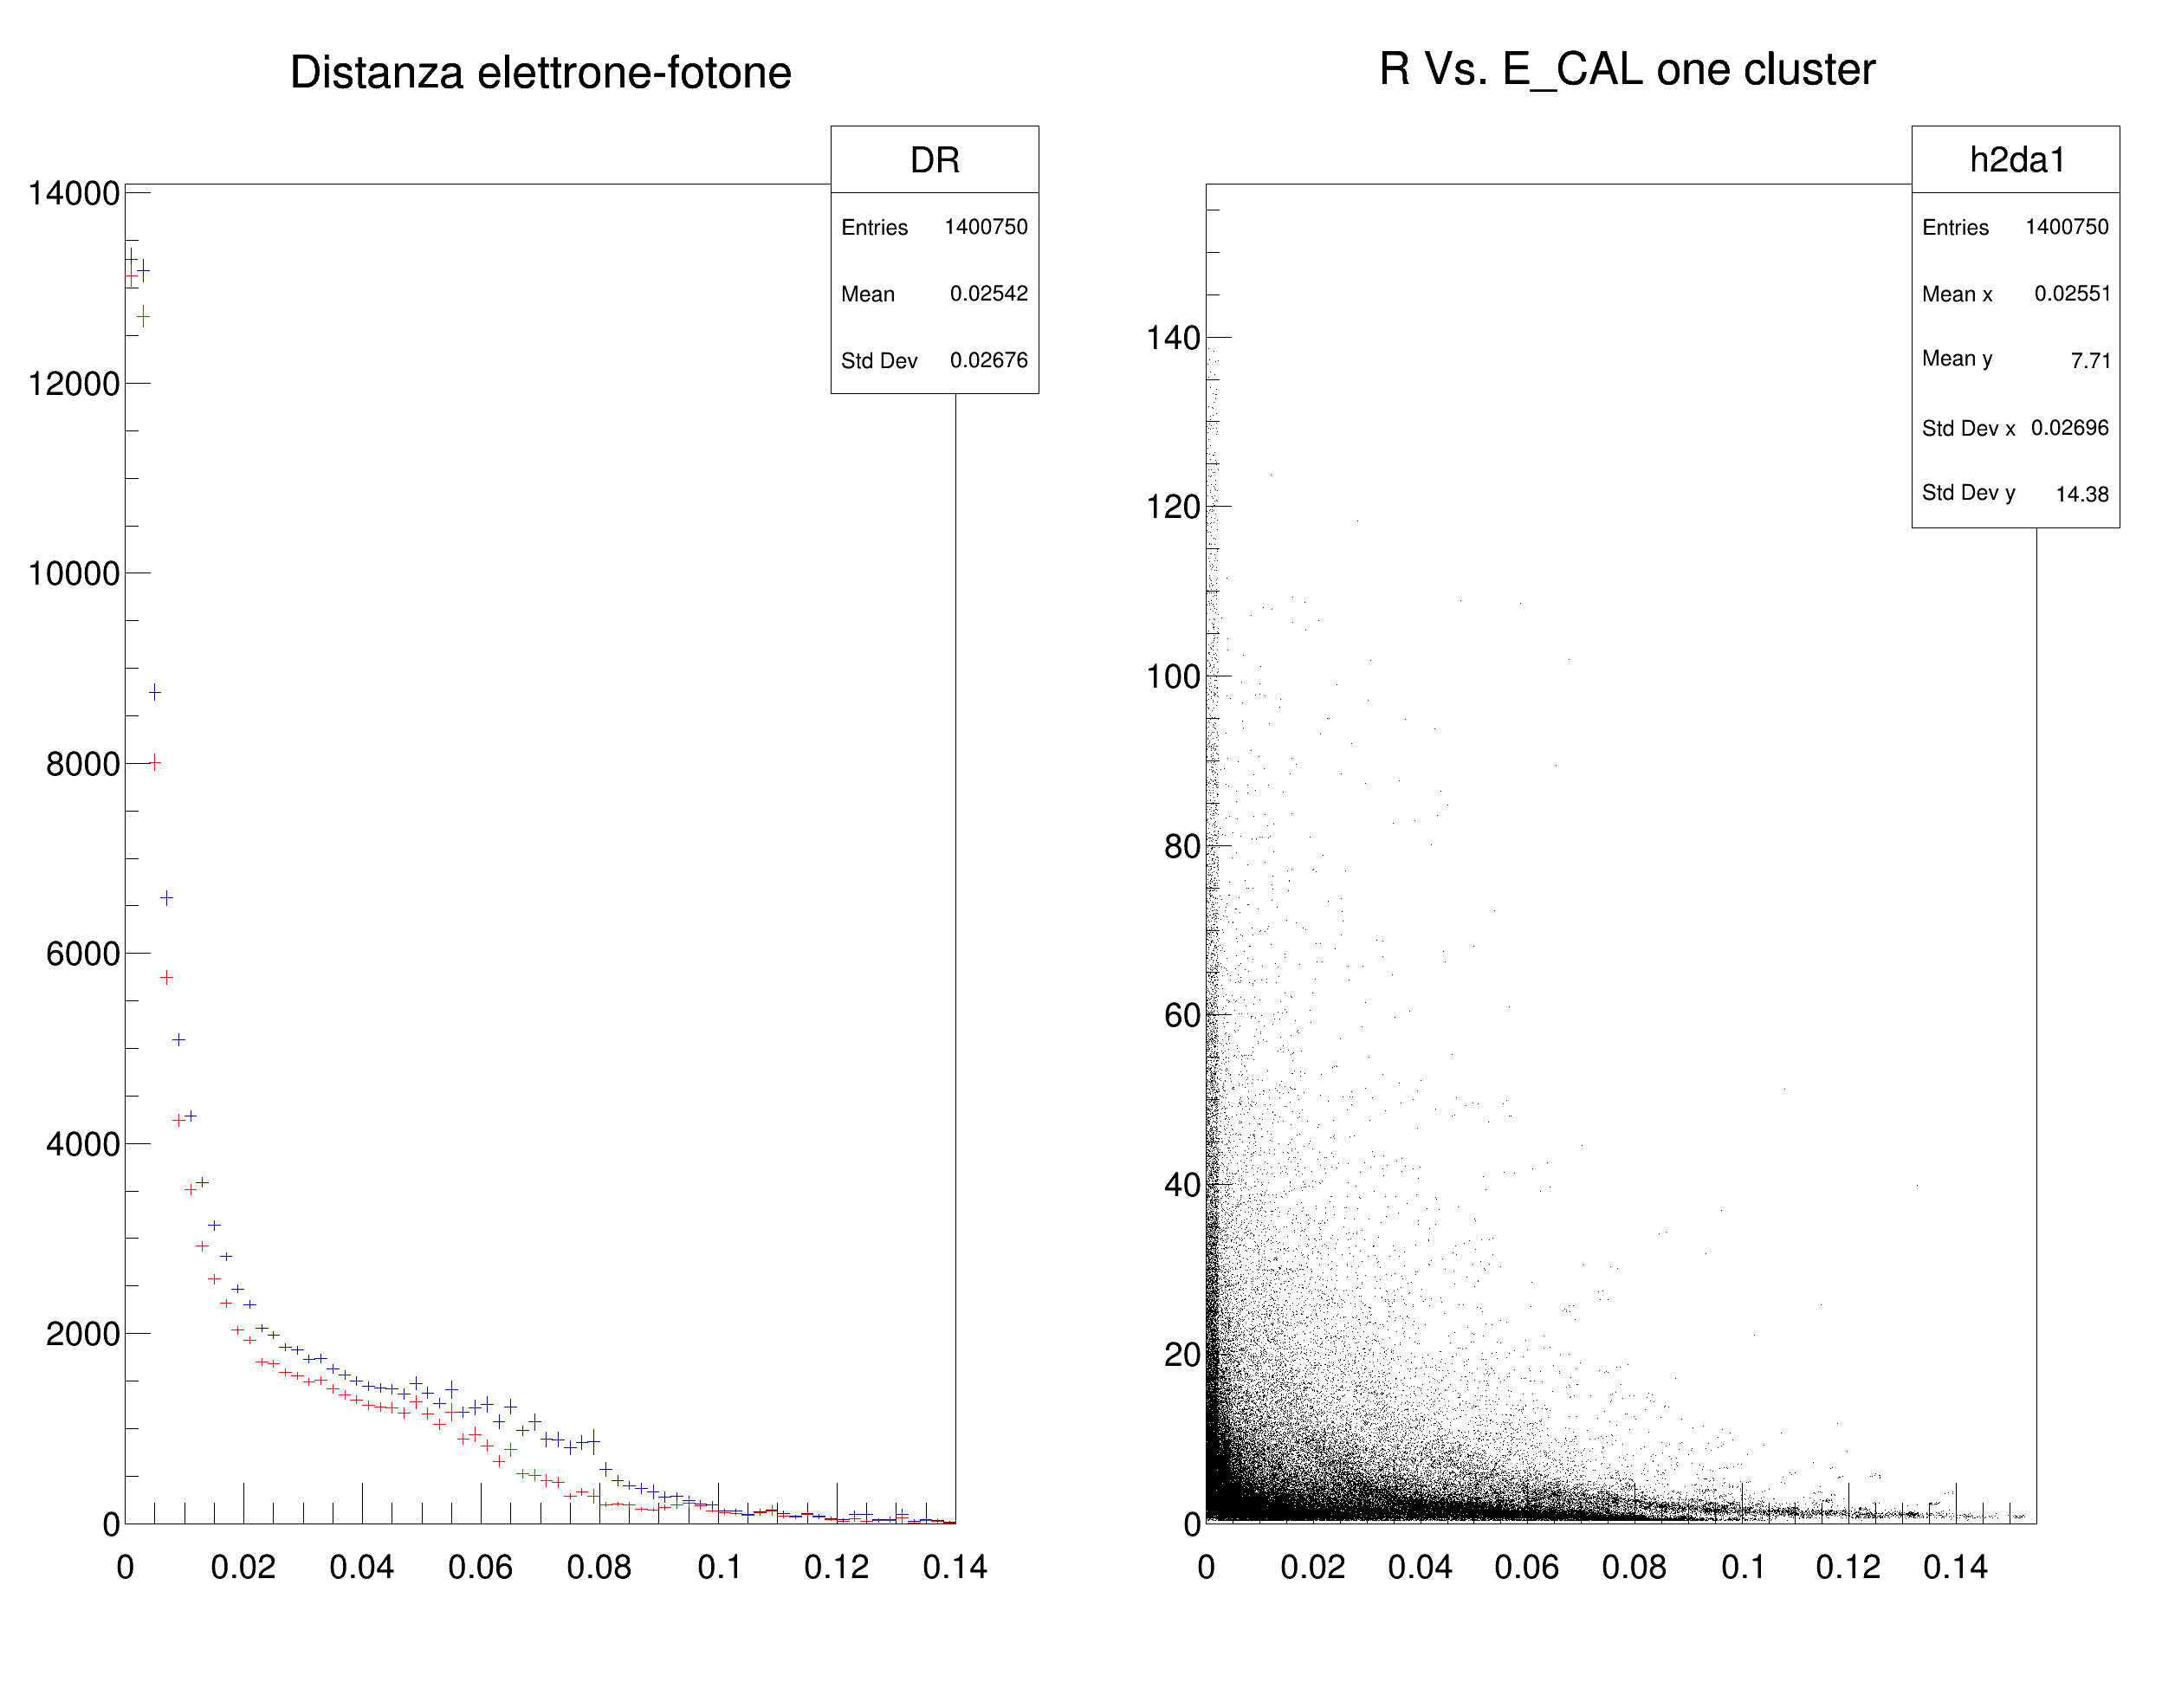 Distanza elettrone-fotone
DR
Entries 1400750
Mean 0.02542
Std Dev 0.02676
14000
12000
10000
8000
6000
4000
2000
0
0 0.02 0.04 0.06 0.08 0.1 0.12 0.14
R Vs. E_CAL one cluster
h2da1
Entries 1400750
Mean x 0.02551
Mean y 7.71
Std Dev x 0.02696
Std Dev y 14.38
140
120
100
80
60
40
20
0
0 0.02 0.04 0.06 0.08 0.1 0.12 0.14